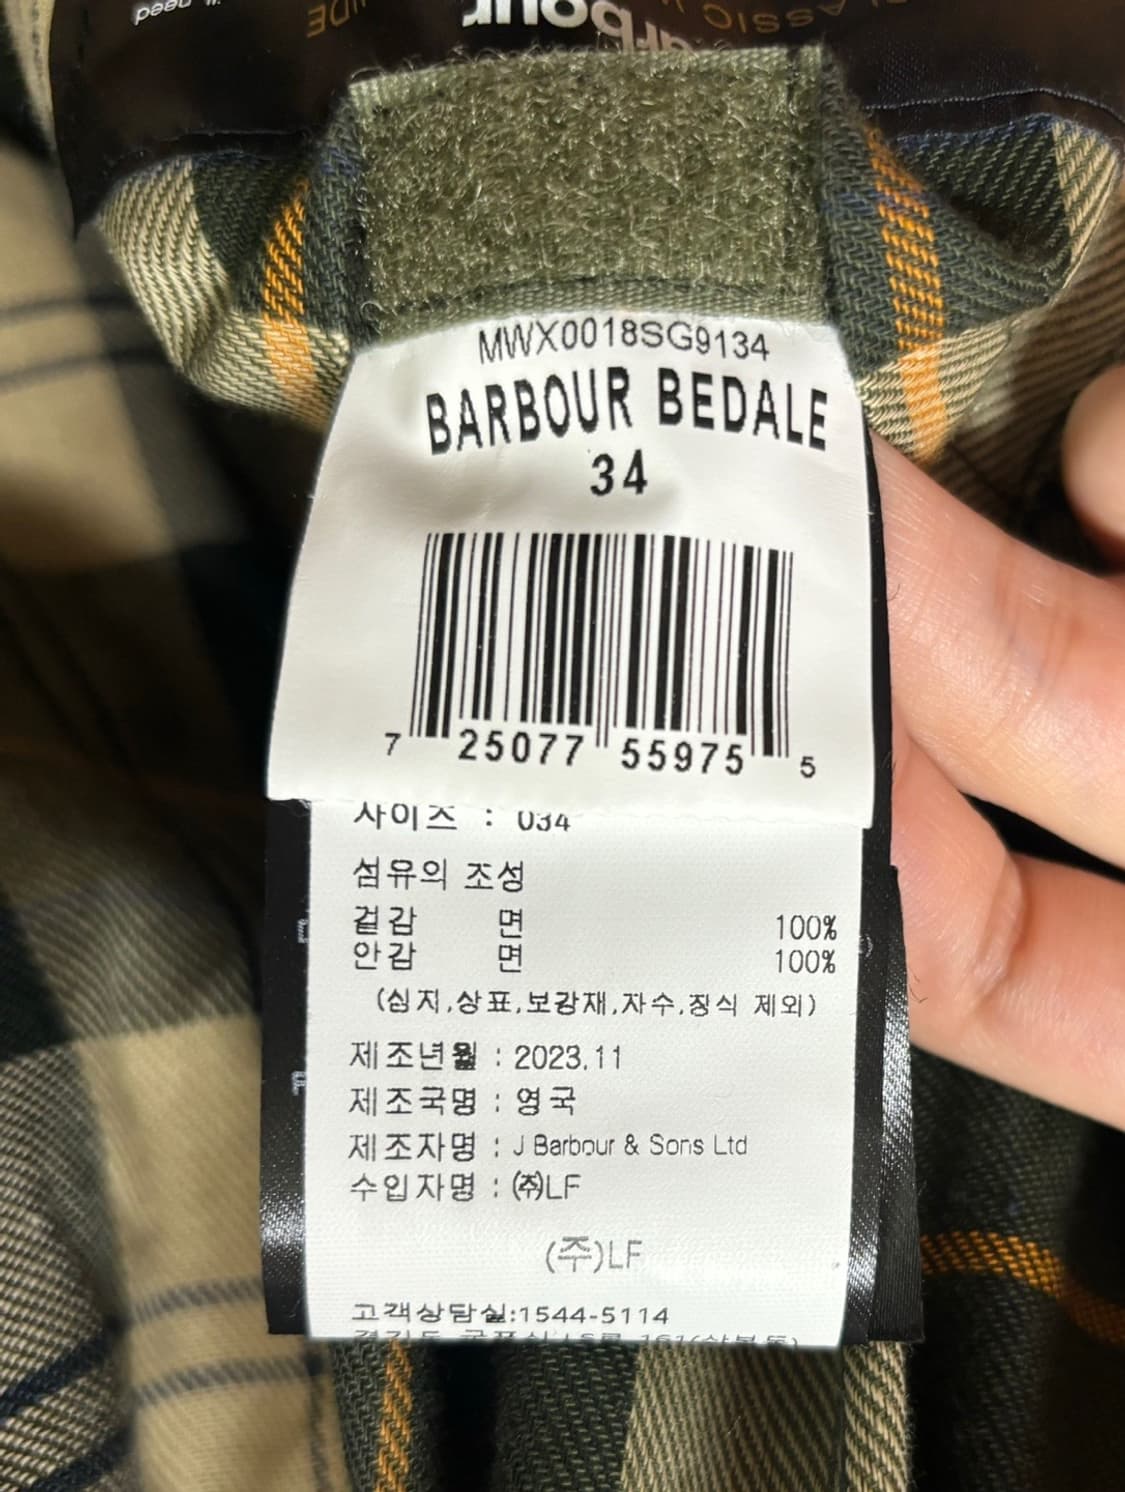 need
Barbour
CLASSIC
MWX0018SG9134
BARBOUR BEDALE
34
7 25077 55975 5
사이즈 : 034
섬유의 조성
겉감 면 100%
안감 면 100%
(심지,상표,보강재,자수,장식 제외)
제조년월 : 2023.11
제조국명 : 영국
제조자명 : J Barbour & Sons Ltd
수입자명 : ㈜LF
(주)LF
고객상담실:1544-5114